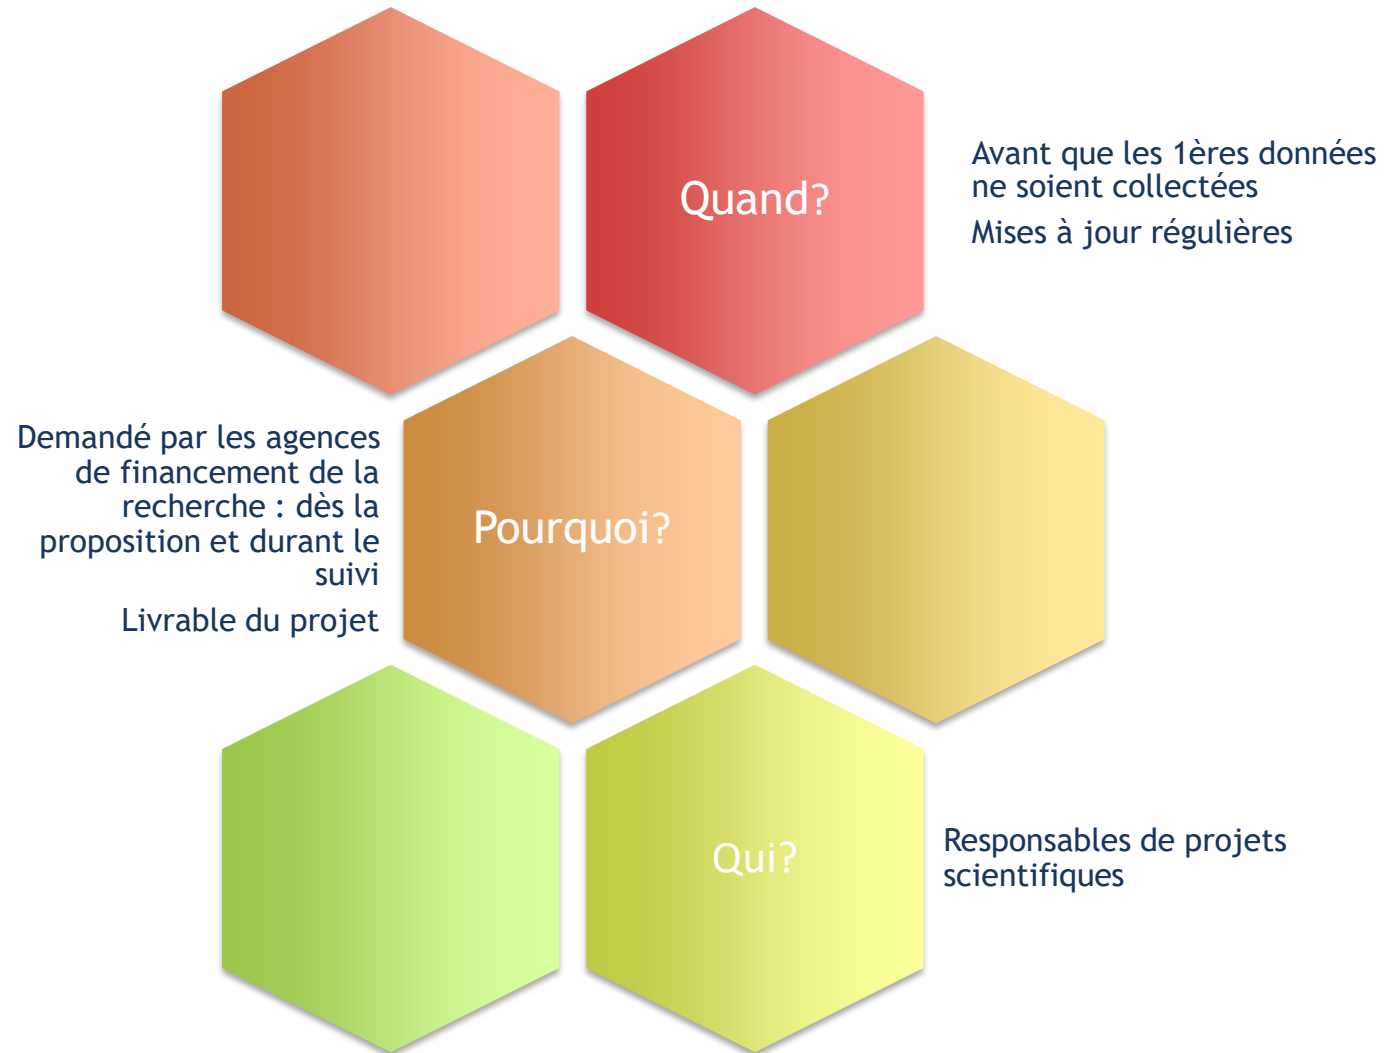 Quand?
Avant que les 1ères données
ne soient collectées
Mises à jour régulières
Demandé par les agences
de financement de la
recherche : dès la
proposition et durant le
suivi
Livrable du projet
Pourquoi?
Qui?
Responsables de projets
scientifiques